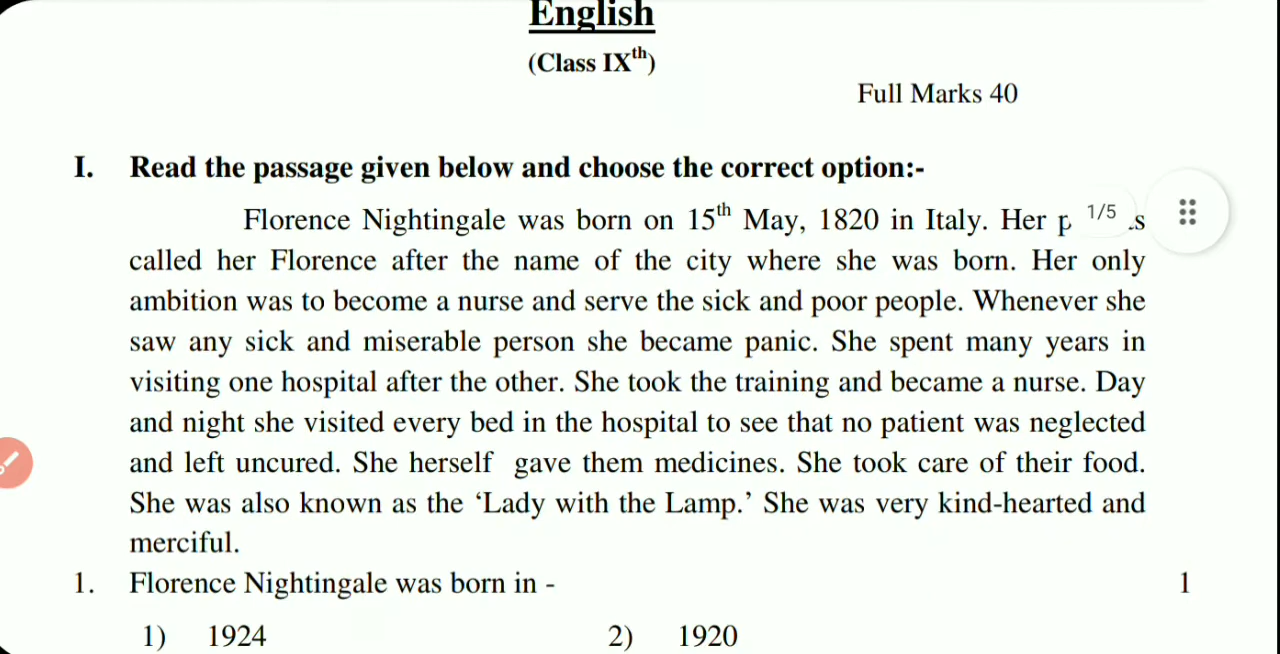 English
(Class IXth)
Full Marks 40
I. Read the passage given below and choose the correct option:-
Florence Nightingale was born on 15th May, 1820 in Italy. Her
1/5
called her Florence after the name of the city where she was born. Her only
ambition was to become a nurse and serve the sick and poor people. Whenever she
saw any sick and miserable person she became panic. She spent many years in
visiting one hospital after the other. She took the training and became a nurse. Day
and night she visited every bed in the hospital to see that no patient was neglected
and left uncured. She herself gave them medicines. She took care of their food.
She was also known as the ‘Lady with the Lamp.’ She was very kind-hearted and
merciful.
1. Florence Nightingale was born in - 1
1) 1924 2) 1920